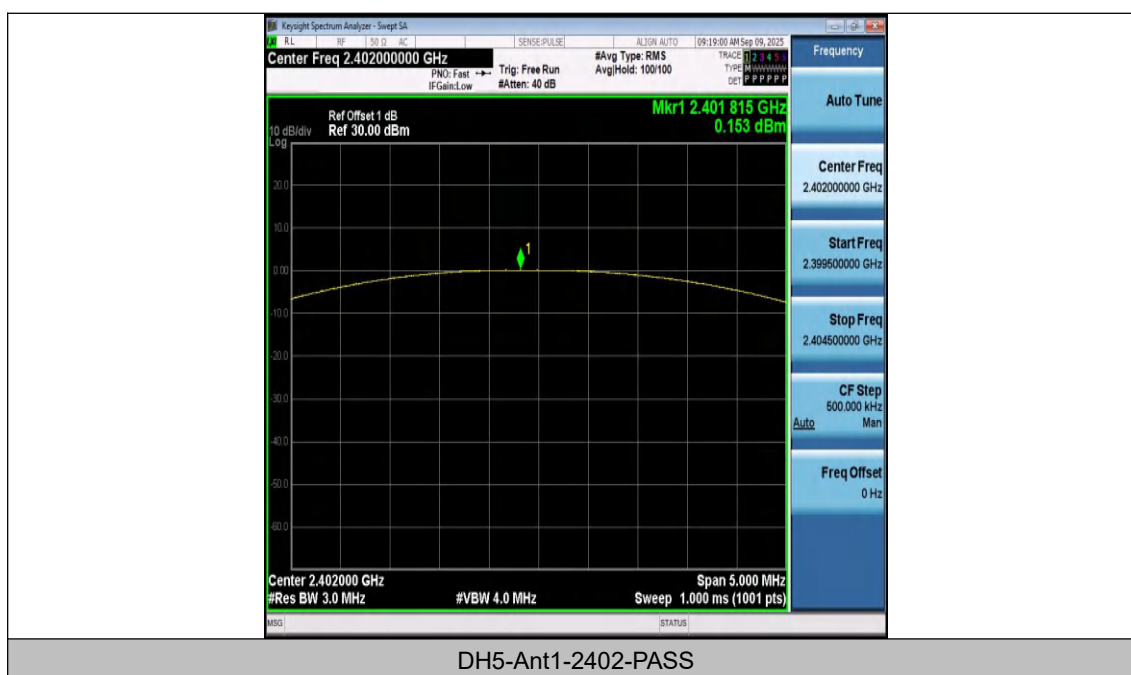 Keysight Spectrum Analyzer - Swept SA
RL RF 50 Ω AC SENSE:PULSE ALIGN AUTO 09:19:00 AM Sep 09, 2025
Center Freq 2.402000000 GHz
PNO: Fast
IFGain:Low
Trig: Free Run
#Atten: 40 dB
#Avg Type: RMS
Avg|Hold: 100/100
TRACE 1 2 3 4 5 6
TYPE M WWWWW
DET P P P P P P
Mkr1 2.401 815 GHz
0.153 dBm
Ref Offset 1 dB
10 dB/div Ref 30.00 dBm
Log
20.0
10.0
1
0.00
-10.0
-20.0
-30.0
-40.0
-50.0
-60.0
Center 2.402000 GHz Span 5.000 MHz
#Res BW 3.0 MHz #VBW 4.0 MHz Sweep 1.000 ms (1001 pts)
MSG STATUS
Frequency
Auto Tune
Center Freq
2.402000000 GHz
Start Freq
2.399500000 GHz
Stop Freq
2.404500000 GHz
CF Step
500.000 kHz
Auto Man
Freq Offset
0 Hz
DH5-Ant1-2402-PASS